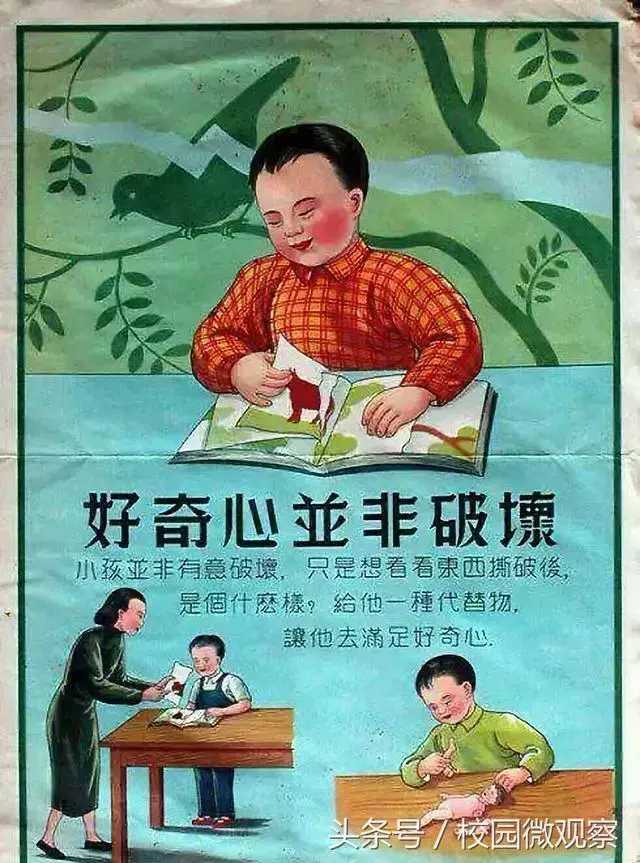 好奇心並非破壞
小孩並非有意破壞，只是想看看東西撕破後，
是個什麽樣？給他一種代替物，
讓他去滿足好奇心.
头条号／校园微观察